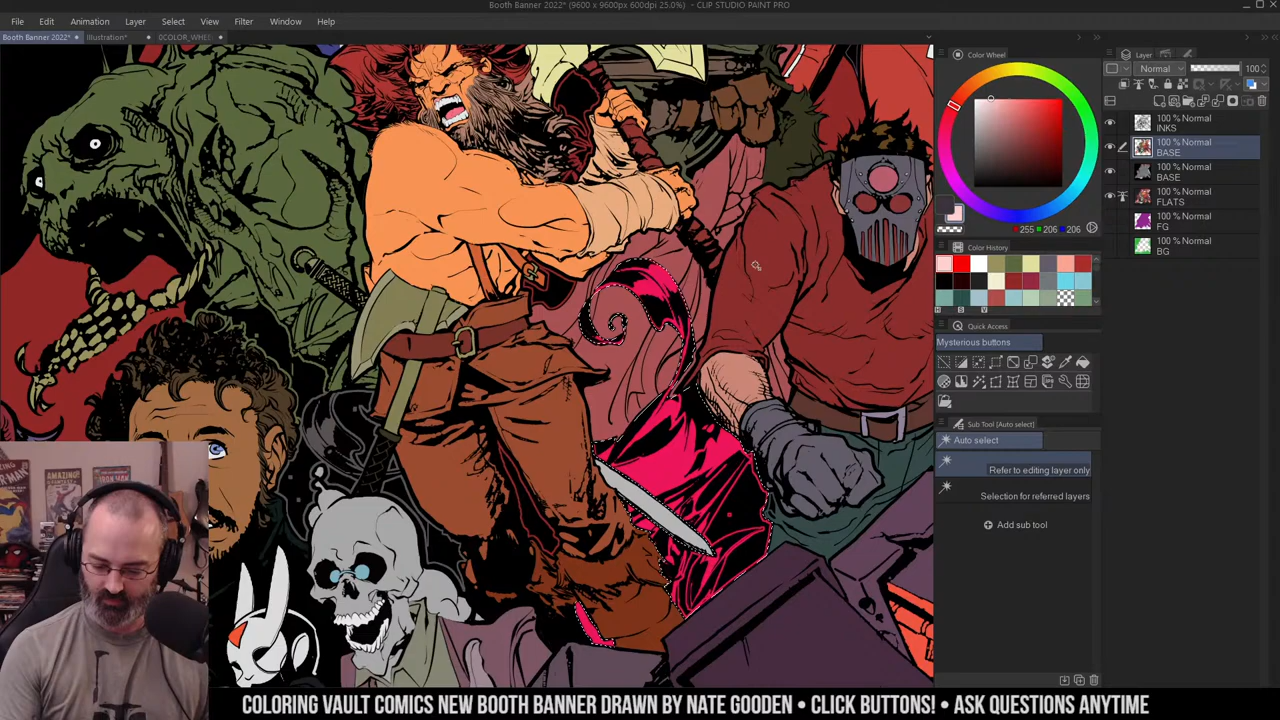 Booth Banner 2022* (9600 x 9600px 600dpi 25.0%) - CLIP STUDIO PAINT PRO
File Edit Animation Layer Select View Filter Window Help
Booth Banner 2022* Illustration* 0COLOR_WHE
Color Wheel
255 206 206
Color History
H S V
Quick Access
Mysterious buttons
Sub Tool [Auto select]
Auto select
Refer to editing layer only
Selection for referred layers
Add sub tool
Layer
Normal 100
100 % Normal
INKS
100 % Normal
BASE
100 % Normal
BASE
100 % Normal
FLATS
100 % Normal
FG
100 % Normal
BG
AMAZING
COLORING VAULT COMICS NEW BOOTH BANNER DRAWN BY NATE GOODEN • CLICK BUTTONS! • ASK QUESTIONS ANYTIME